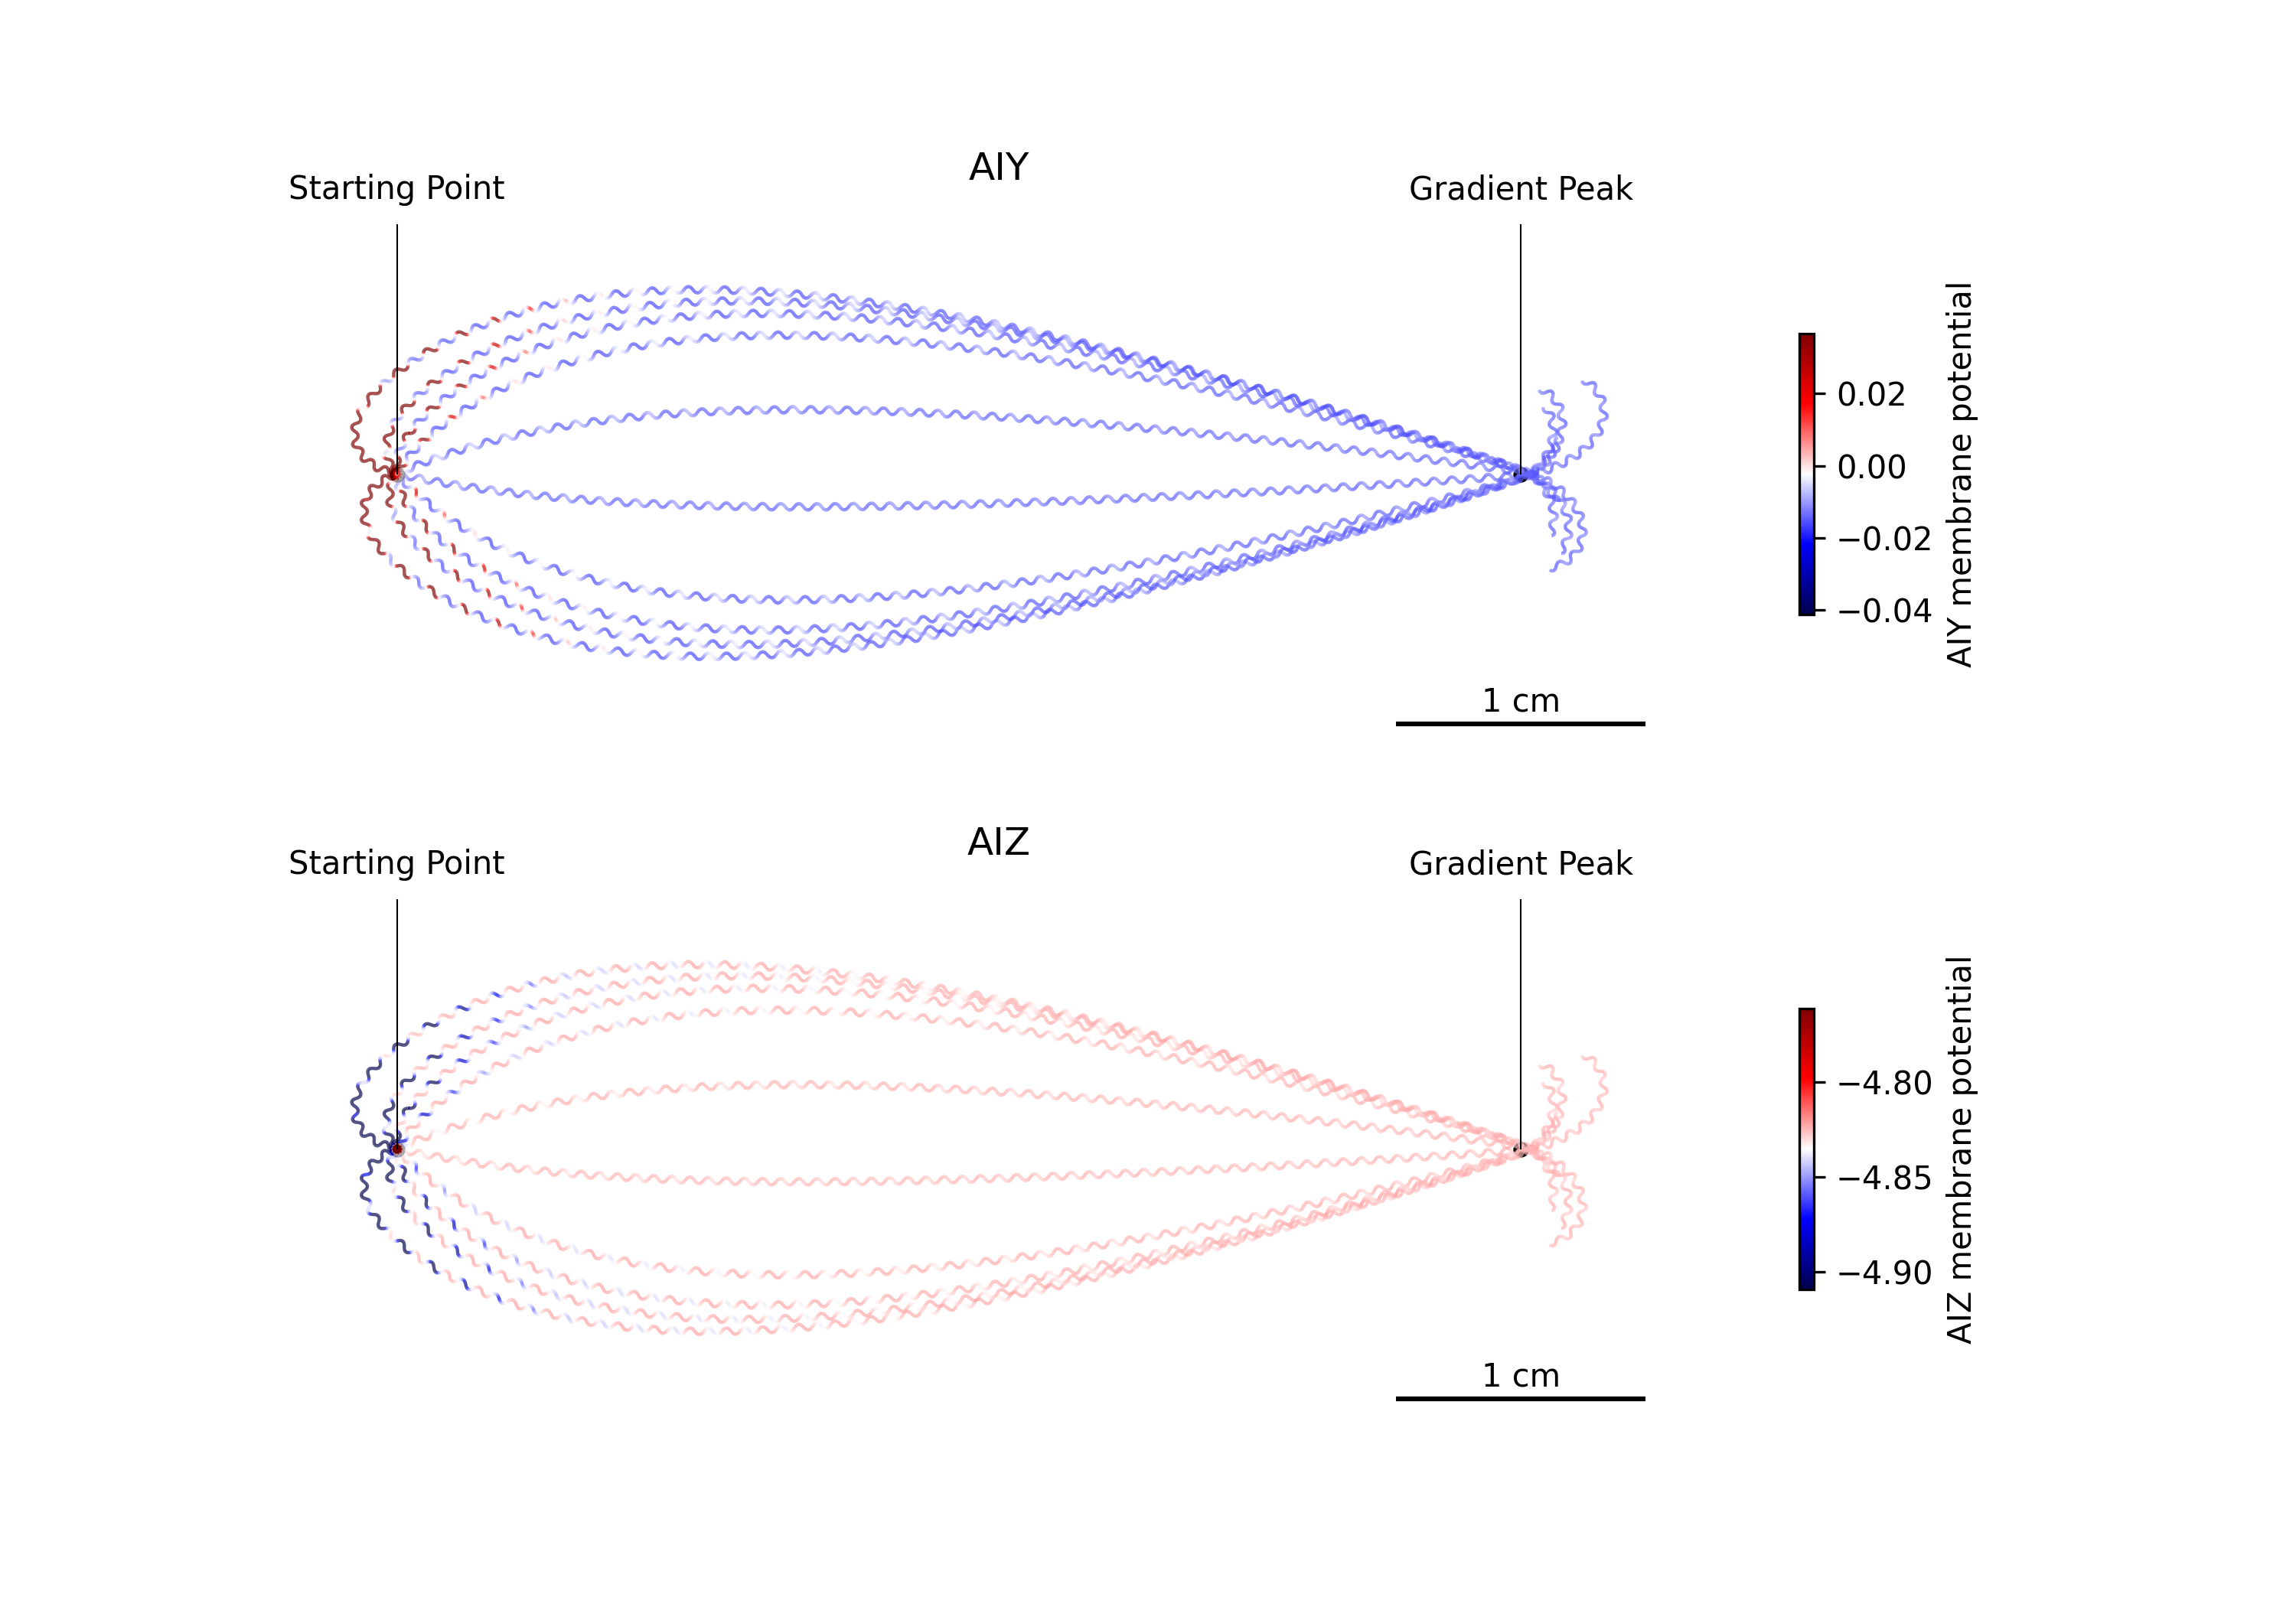 AIY
Starting Point
Gradient Peak
0.02
0.00
−0.02
−0.04
AIY membrane potential
1 cm
AIZ
Starting Point
Gradient Peak
−4.80
−4.85
−4.90
AIZ membrane potential
1 cm